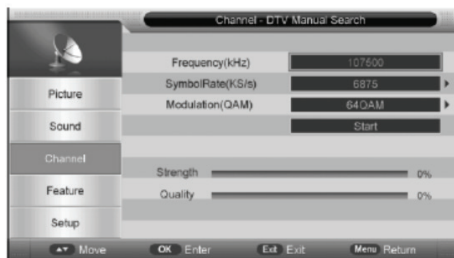 Channel - DTV Manual Search
Frequency(kHz) 107500
SymbolRate(KS/s) 6875
Modulation(QAM) 64QAM
Start
Picture
Sound
Channel
Feature
Setup
Strength 0%
Quality 0%
Move OK Enter Exit Exit Menu Return